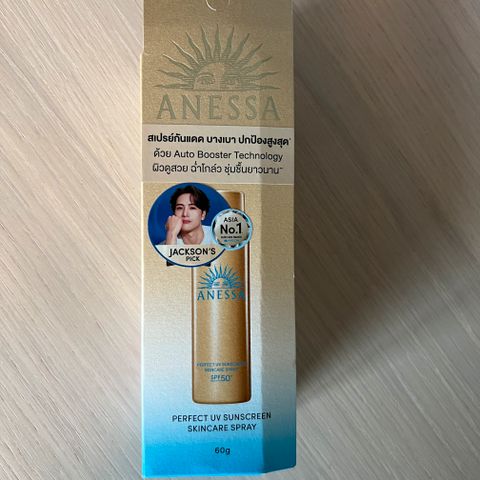 ANESSA
สเปรย์กันแดด บางเบา ปกป้องสูงสุด*
ด้วย Auto Booster Technology
ผิวดูสวย ฉ่ำโกล่ว ชุ่มชื้นยาวนาน**
ASIA
No.1
JACKSON'S
PICK
ANESSA
PERFECT UV SUNSCREEN
SKINCARE SPRAY
SPF50+
PERFECT UV SUNSCREEN
SKINCARE SPRAY
60g